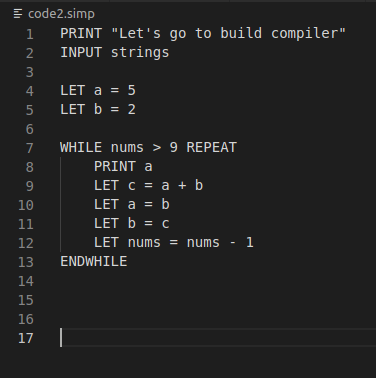 code2.simp
1 PRINT "Let's go to build compiler"
2 INPUT strings
3
4 LET a = 5
5 LET b = 2
6
7 WHILE nums > 9 REPEAT
8     PRINT a
9     LET c = a + b
10     LET a = b
11     LET b = c
12     LET nums = nums - 1
13 ENDWHILE
14
15
16
17